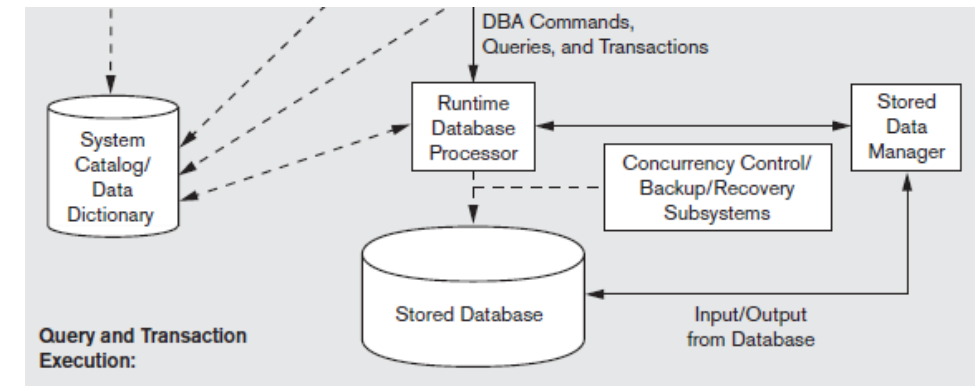 DBA Commands,
Queries, and Transactions
System
Catalog/
Data
Dictionary
Runtime
Database
Processor
Stored
Data
Manager
Concurrency Control/
Backup/Recovery
Subsystems
Stored Database
Input/Output
from Database
Query and Transaction
Execution: